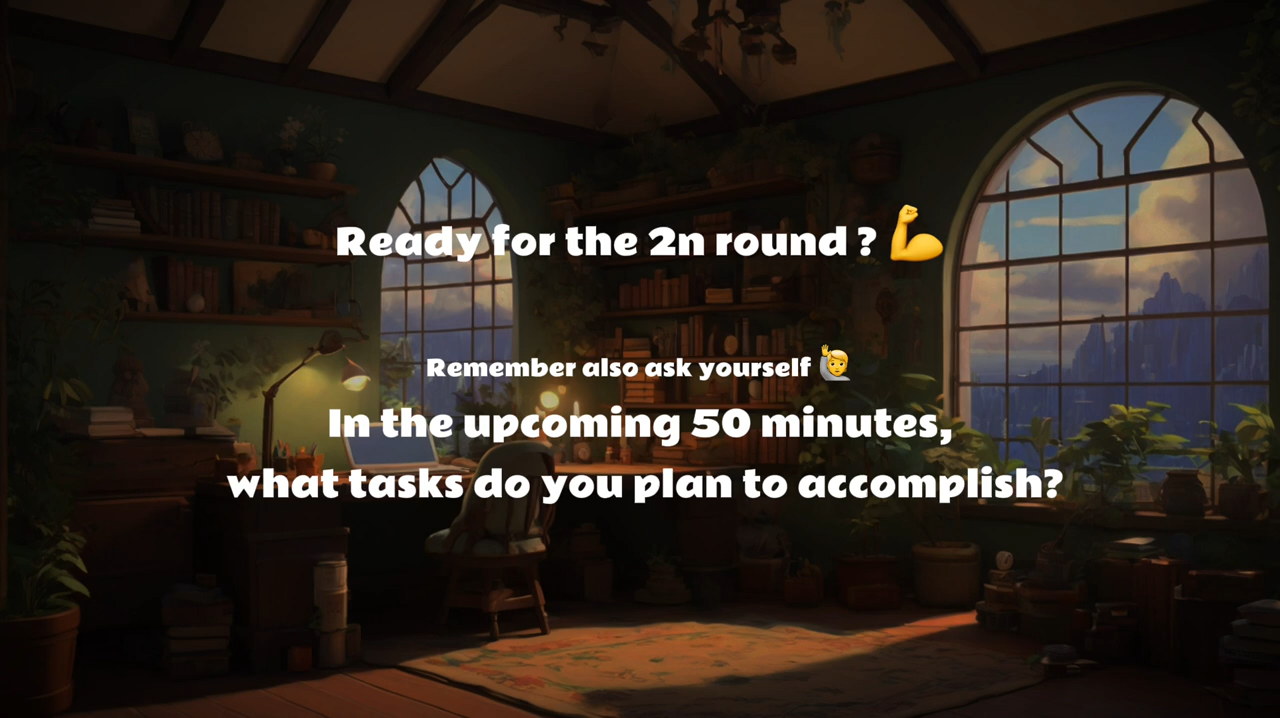 Ready for the 2n round ? 💪
Remember also ask yourself 🙋
In the upcoming 50 minutes,
what tasks do you plan to accomplish?